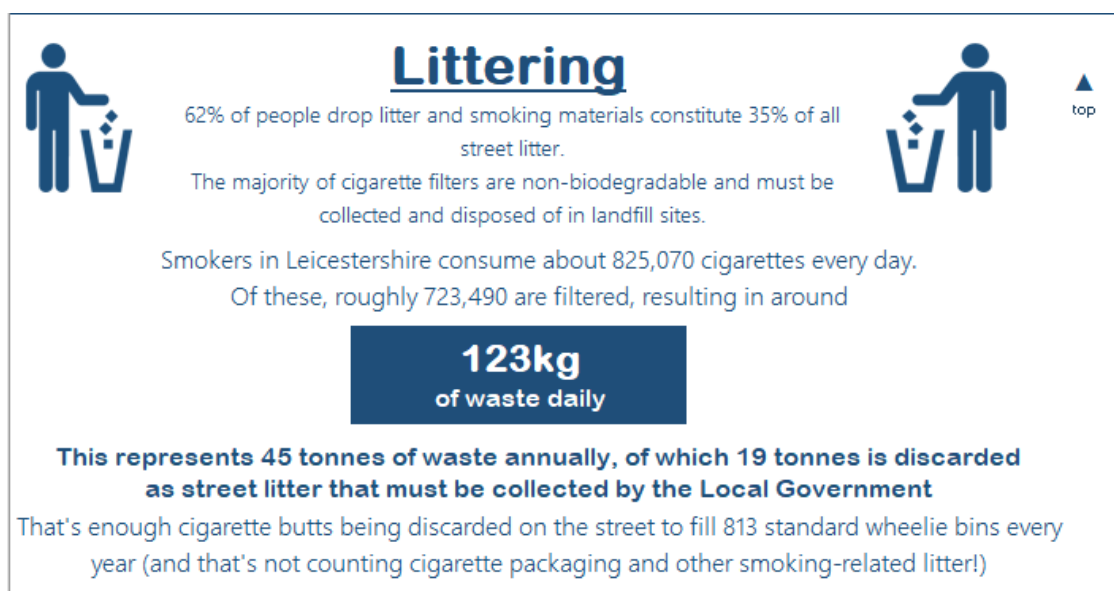 Littering
▲
top
62% of people drop litter and smoking materials constitute 35% of all
street litter.
The majority of cigarette filters are non-biodegradable and must be
collected and disposed of in landfill sites.
Smokers in Leicestershire consume about 825,070 cigarettes every day.
Of these, roughly 723,490 are filtered, resulting in around
123kg
of waste daily
This represents 45 tonnes of waste annually, of which 19 tonnes is discarded
as street litter that must be collected by the Local Government
That's enough cigarette butts being discarded on the street to fill 813 standard wheelie bins every
year (and that's not counting cigarette packaging and other smoking-related litter!)